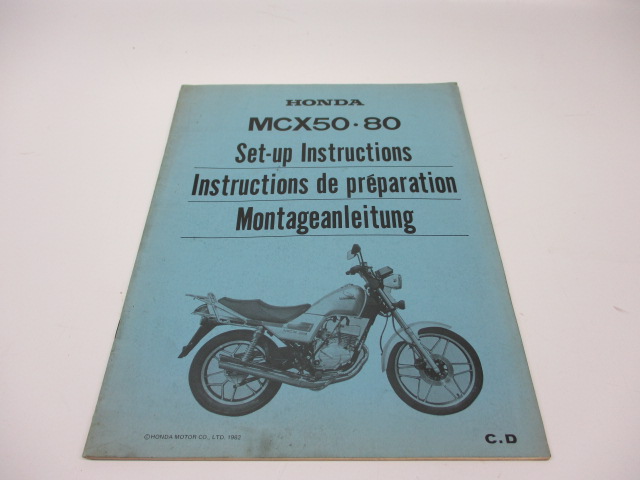 HONDA
MCX50·80
Set-up Instructions
Instructions de préparation
Montageanleitung
©HONDA MOTOR CO., LTD. 1982
C.D